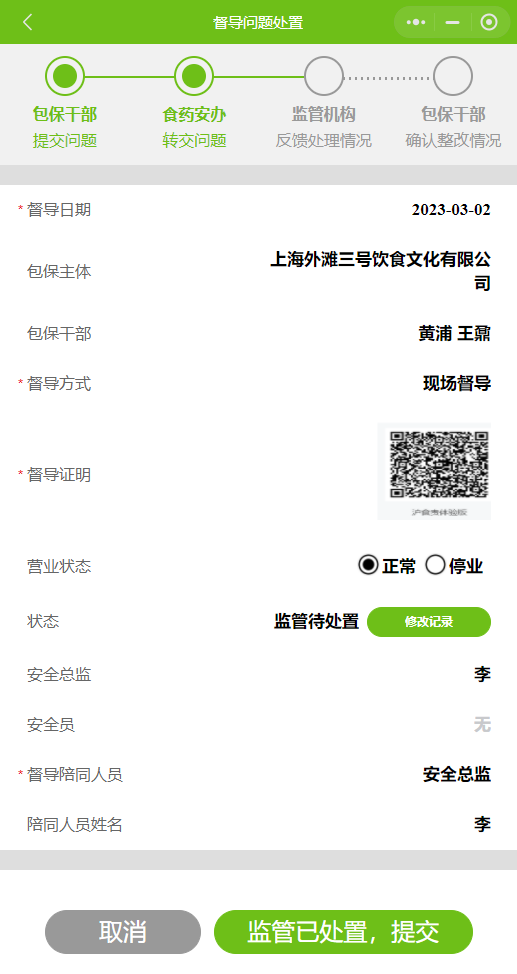 督导问题处置
包保干部 食药安办 监管机构 包保干部
提交问题 转交问题 反馈处理情况 确认整改情况
* 督导日期 2023-03-02
包保主体 上海外滩三号饮食文化有限公
司
包保干部 黄浦 王鼐
* 督导方式 现场督导
* 督导证明
沪食责体验版
营业状态 正常 停业
状态 监管待处置 修改记录
安全总监 李
安全员 无
* 督导陪同人员 安全总监
陪同人员姓名 李
取消 监管已处置，提交